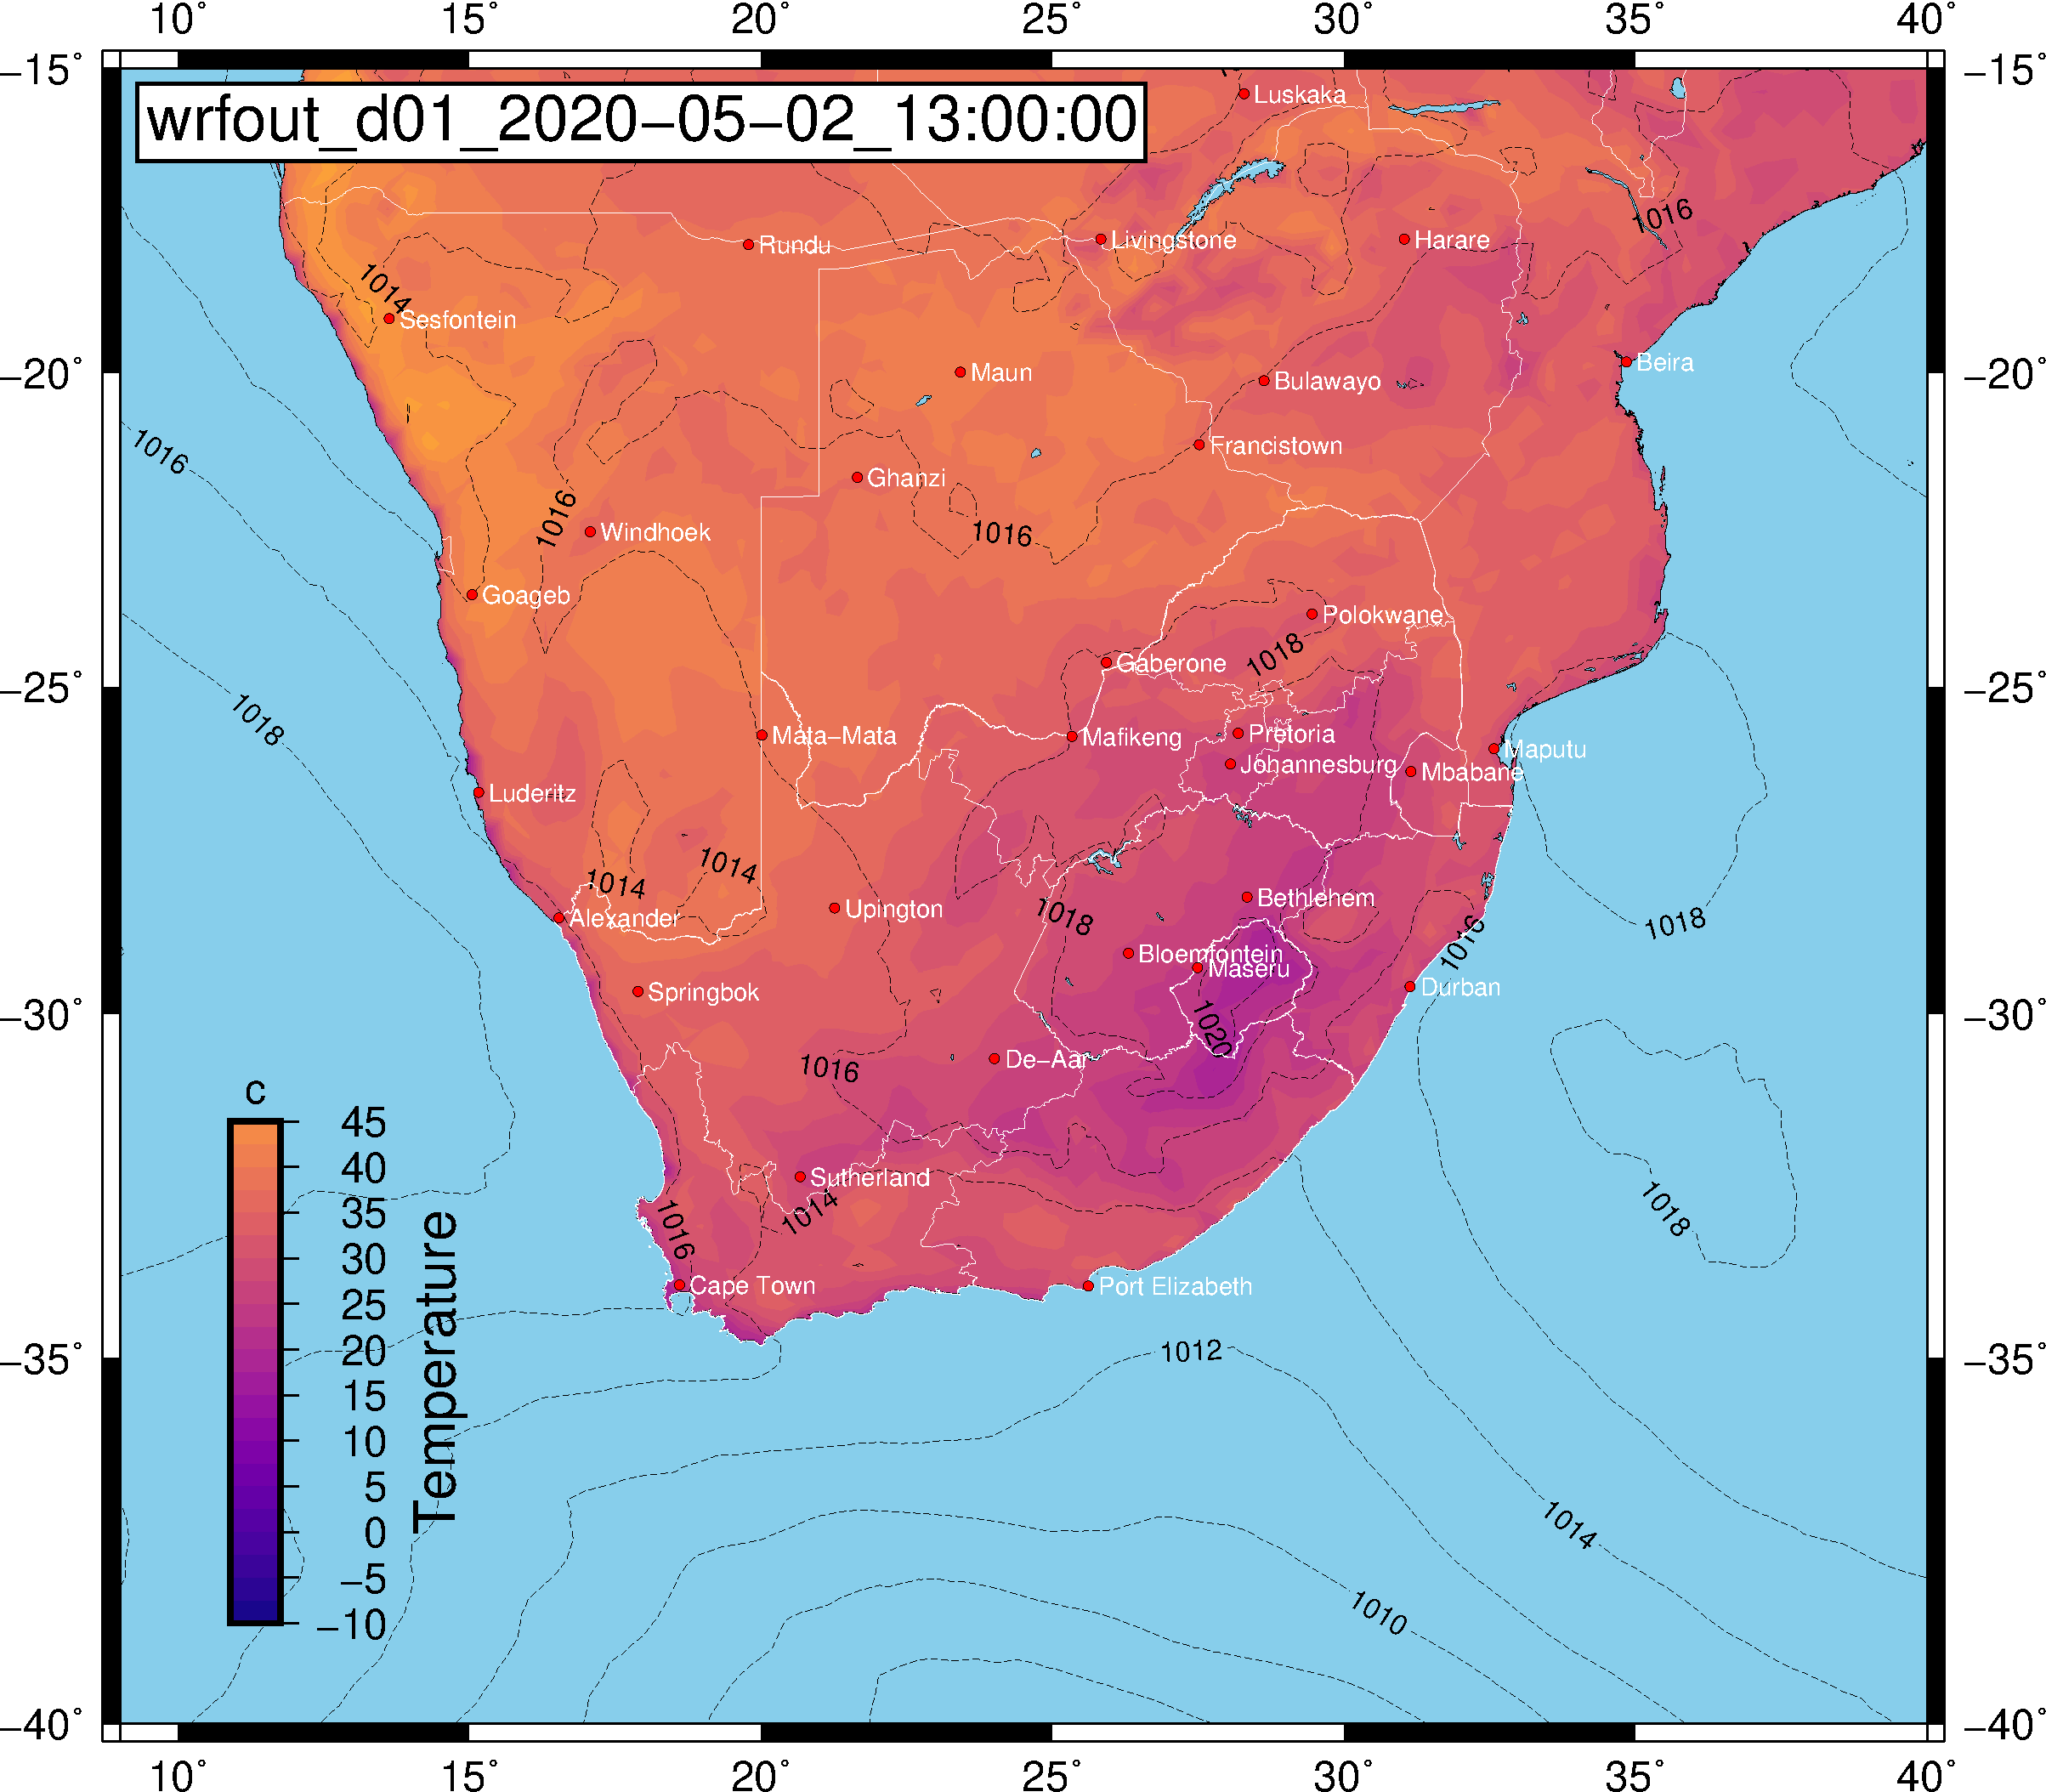 10° 15° 20° 25° 30° 35° 40°
−15° −15°
wrfout_d01_2020−05−02_13:00:00
Luskaka
1016
Rundu
Livingstone
Harare
1014
Sesfontein
−20° −20°
Maun
Beira
Bulawayo
1016
Francistown
Ghanzi
1016
Windhoek
1016
Goageb
Polokwane
1018
Gaberone
−25° −25°
1018
Mata−Mata
Mafikeng
Pretoria
Maputu
Johannesburg
Mbabane
Luderitz
1014
1014
Bethlehem
1018
Upington
Alexander
1018
1016
Bloemfontein
Maseru
Durban
Springbok
−30° −30°
1020
De−Aar
1016
Sutherland
1014
1018
1016
Cape Town
Port Elizabeth
1012
−35° −35°
1014
1010
c
45
40
35
30
25
20
15
10
5
0
−5
−10
Temperature
−40° −40°
10° 15° 20° 25° 30° 35° 40°